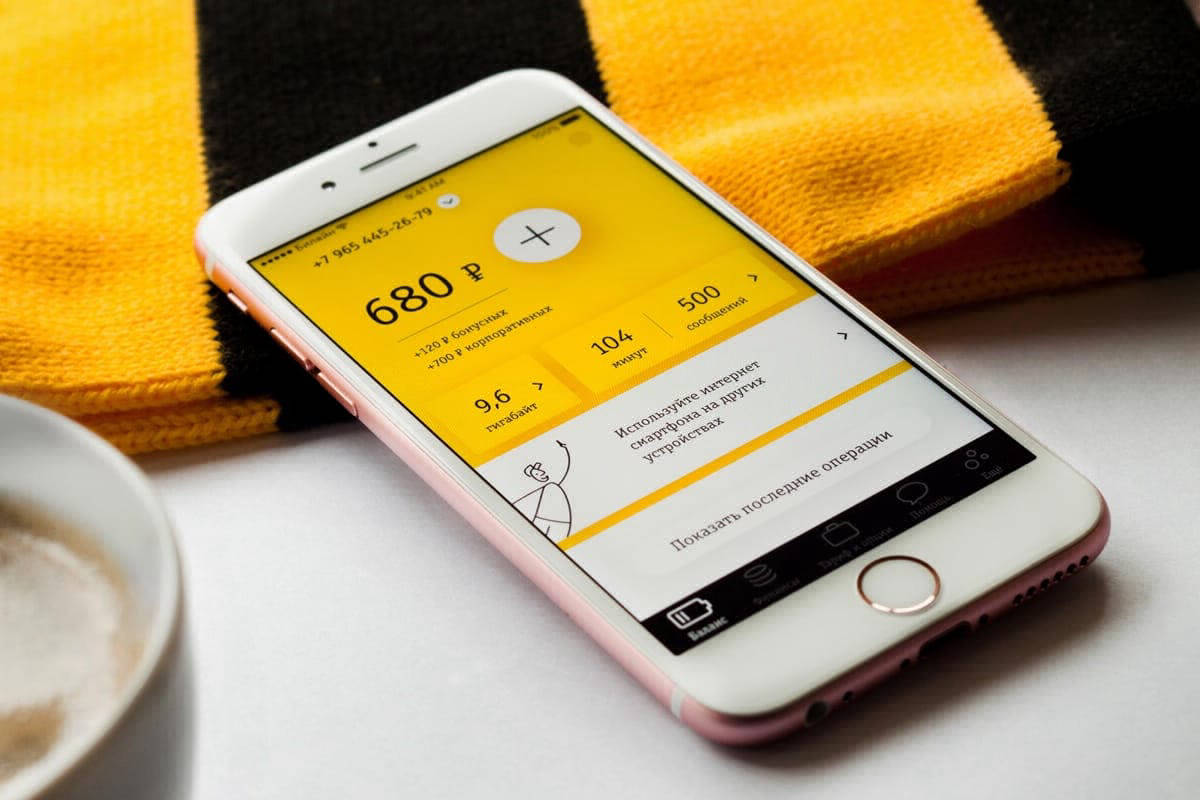 Билайн
9:41 AM
100%
+7 965 445-26-79
680 ₽
+120 ₽ бонусных
+700 ₽ корпоративных
9,6
гигабайт
104
минут
500
сообщений
Используйте интернет
смартфона на других
устройствах
Показать последние операции
Баланс
Финансы
Тариф и опции
Помощь
Ещё